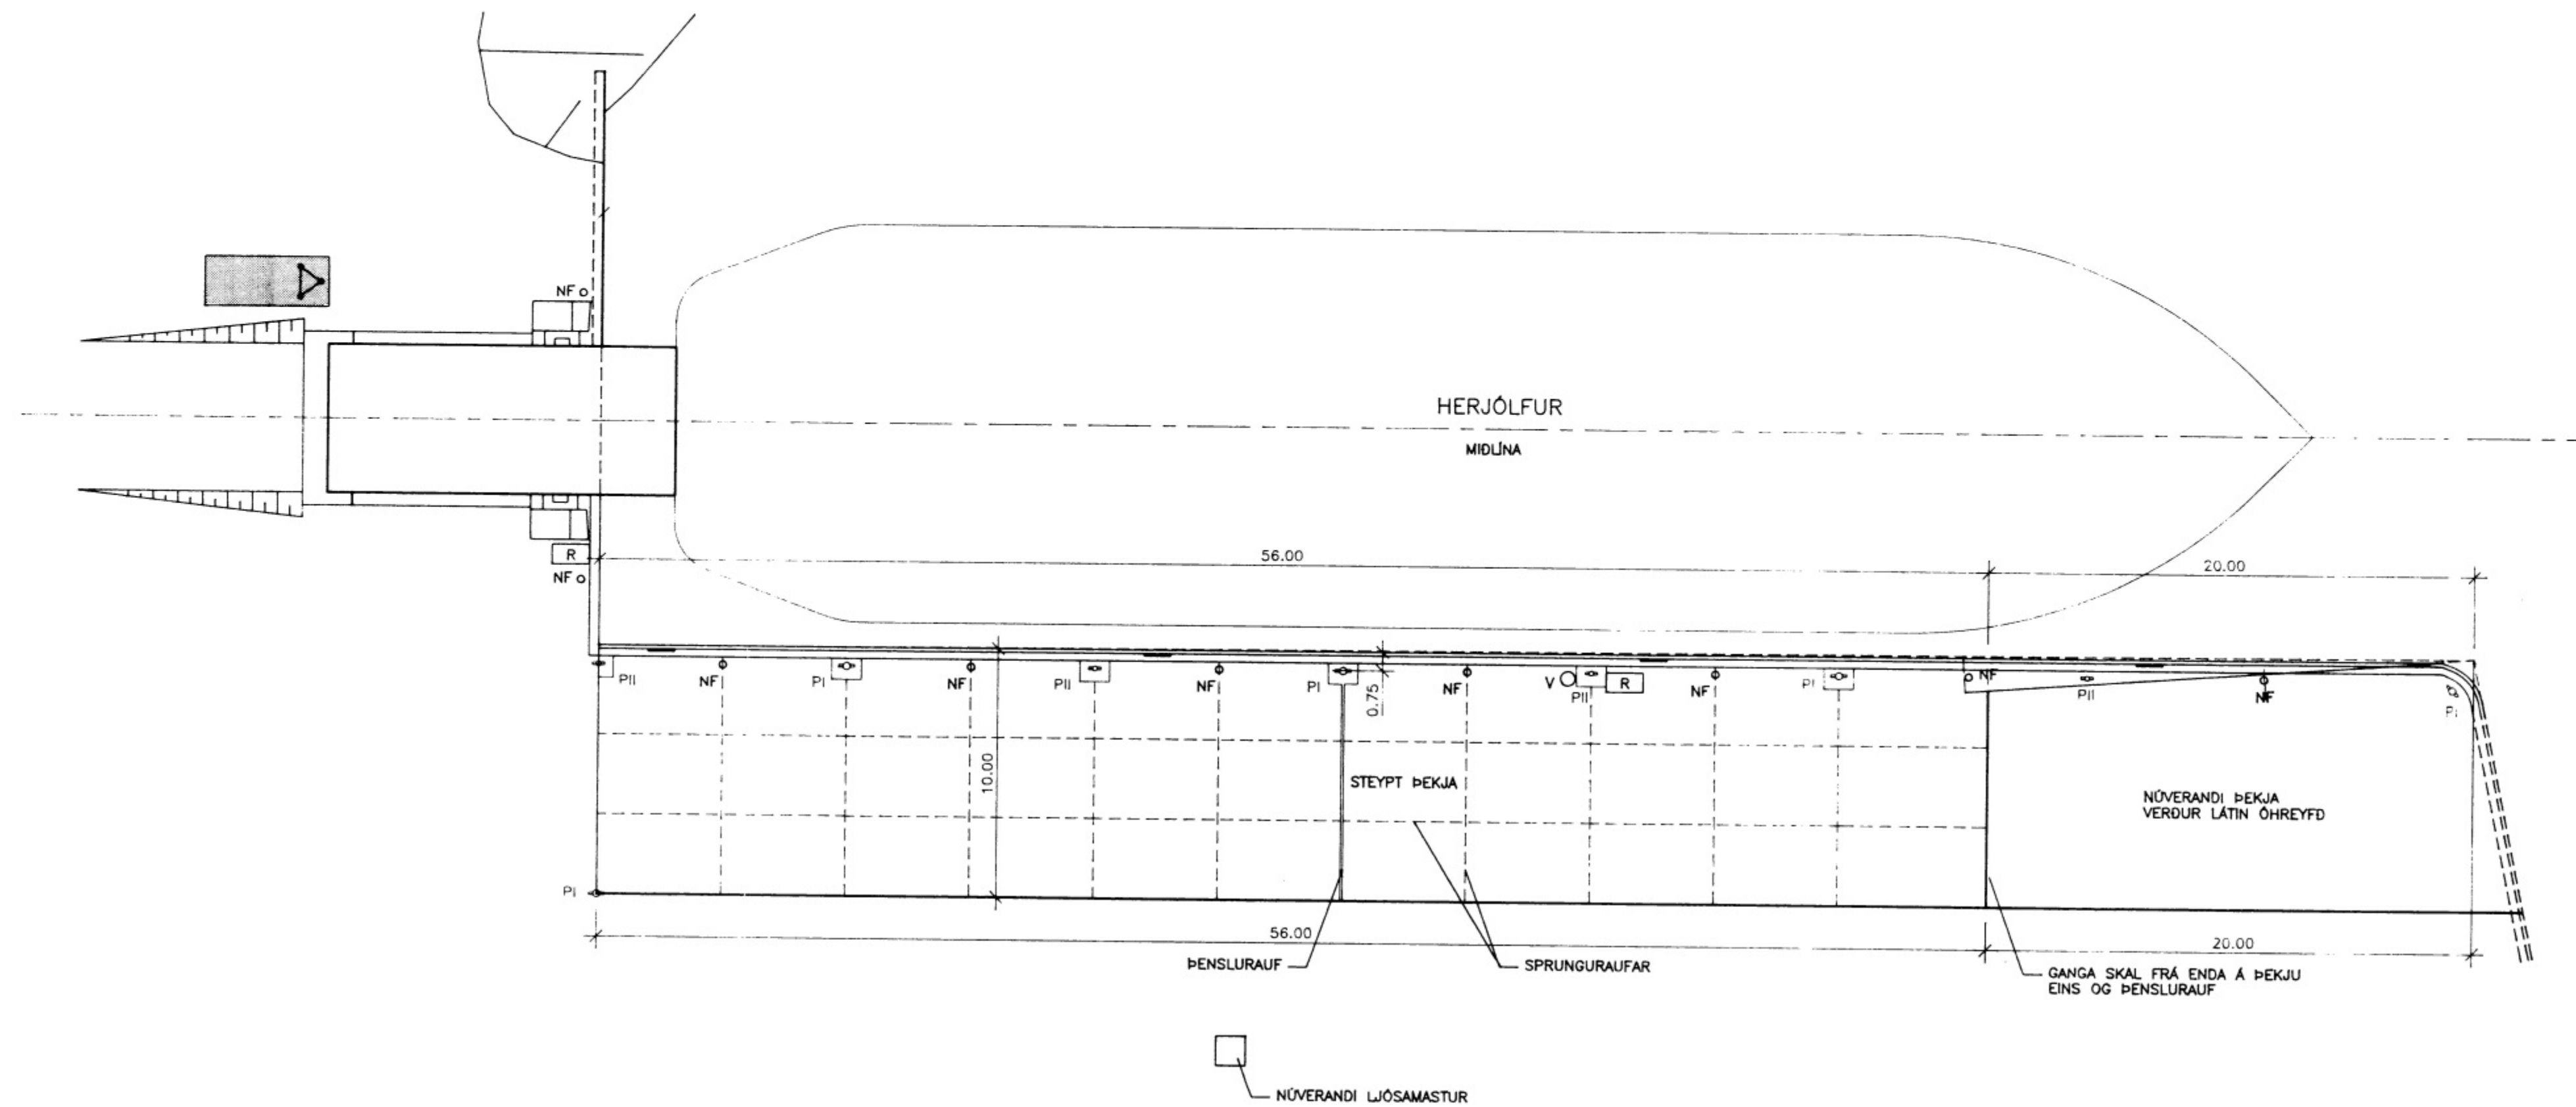 NF
HERJÓLFUR
MIÐLÍNA
R
NF
56.00
20.00
PII
NF
PI
NF
PII
NF
PI
0.75
NF
V
PII
R
NF
PI
NF
PII
NF
PI
10.00
STEYPT ÞEKJA
NÚVERANDI ÞEKJA
VERÐUR LÁTIN ÓHREYFÐ
PI
56.00
20.00
ÞENSLURAUF
SPRUNGURAUFAR
GANGA SKAL FRÁ ENDA Á ÞEKJU
EINS OG ÞENSLURAUF
NÚVERANDI LJÓSAMASTUR